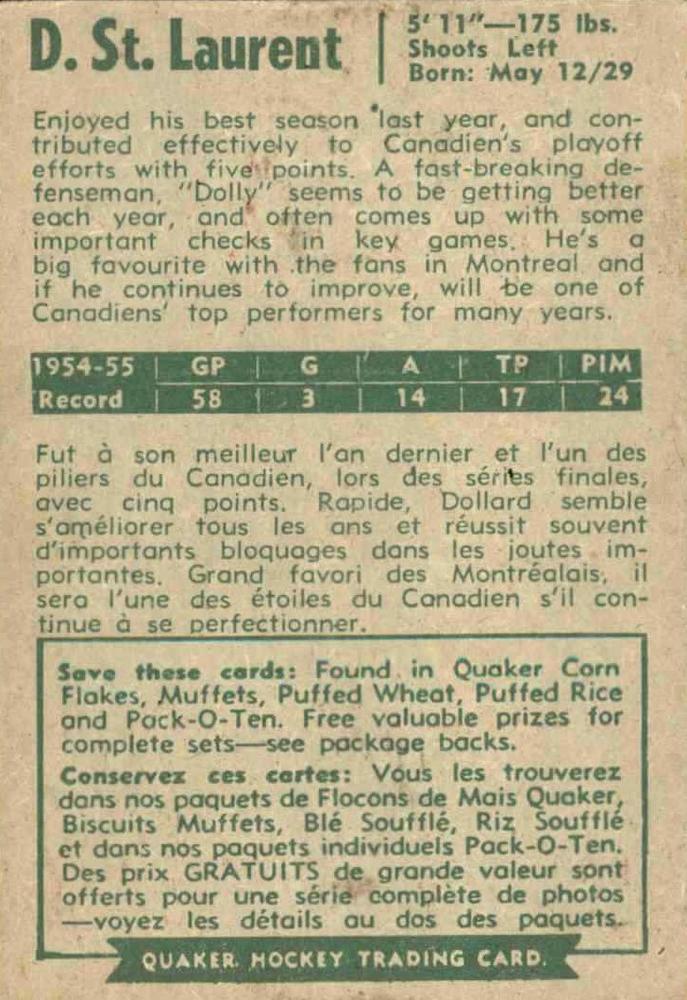 D. St. Laurent
5' 11"—175 lbs.
Shoots Left
Born: May 12/29
Enjoyed his best season last year, and con-
tributed effectively to Canadien's playoff
efforts with five points. A fast-breaking de-
fenseman, "Dolly" seems to be getting better
each year, and often comes up with some
important checks in key games. He's a
big favourite with the fans in Montreal and
if he continues to improve, will be one of
Canadiens' top performers for many years.
1954-55 | GP | G | A | TP | PIM
Record | 58 | 3 | 14 | 17 | 24
Fut à son meilleur l'an dernier et l'un des
piliers du Canadien, lors des séries finales,
avec cinq points. Rapide, Dollard semble
s'améliorer tous les ans et réussit souvent
d'importants bloquages dans les joutes im-
portantes. Grand favori des Montréalais, il
sera l'une des étoiles du Canadien s'il con-
tinue à se perfectionner.
Save these cards: Found in Quaker Corn
Flakes, Muffets, Puffed Wheat, Puffed Rice
and Pack-O-Ten. Free valuable prizes for
complete sets—see package backs.
Conservez ces cartes: Vous les trouverez
dans nos paquets de Flocons de Mais Quaker,
Biscuits Muffets, Blé Soufflé, Riz Soufflé
et dans nos paquets individuels Pack-O-Ten.
Des prix GRATUITS de grande valeur sont
offerts pour une série complète de photos
—voyez les détails au dos des paquets.
QUAKER HOCKEY TRADING CARD.